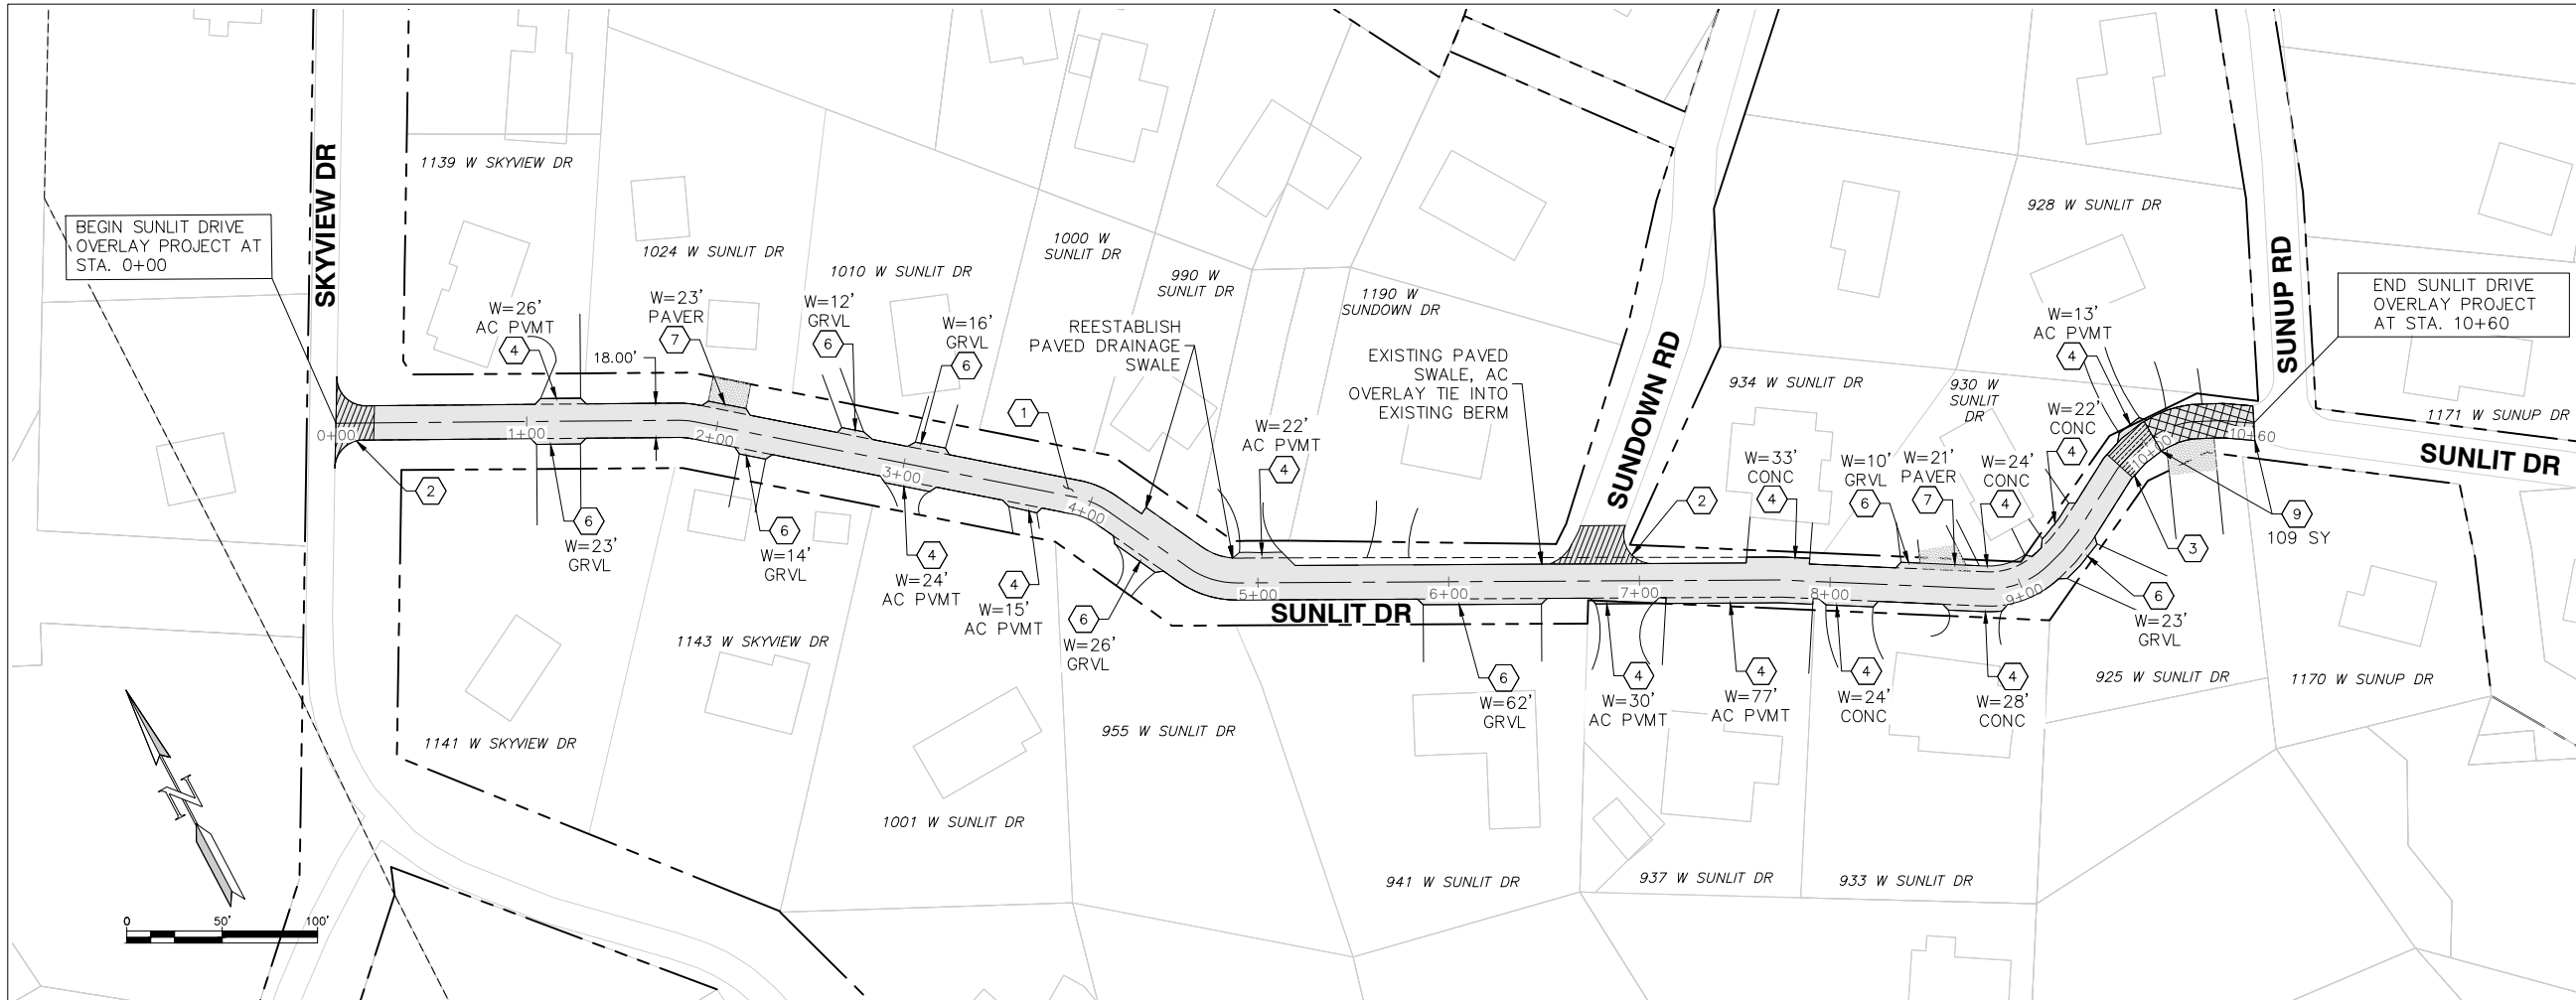 BEGIN SUNLIT DRIVE
OVERLAY PROJECT AT
STA. 0+00
SKYVIEW DR
1139 W SKYVIEW DR
W=26'
AC PVMT
4
18.00'
1024 W SUNLIT DR
W=23'
PAVER
7
1010 W SUNLIT DR
W=12'
GRVL
6
W=16'
GRVL
6
1000 W
SUNLIT DR
990 W
SUNLIT DR
REESTABLISH
PAVED DRAINAGE
SWALE
1
1190 W
SUNDOWN DR
EXISTING PAVED
SWALE, AC
OVERLAY TIE INTO
EXISTING BERM
W=22'
AC PVMT
4
SUNDOWN RD
2
934 W SUNLIT DR
W=33'
CONC
4
W=10'
GRVL
6
W=21'
PAVER
7
W=24'
CONC
4
930 W
SUNLIT
DR
W=22'
CONC
4
928 W SUNLIT DR
W=13'
AC PVMT
4
SUNUP RD
END SUNLIT DRIVE
OVERLAY PROJECT
AT STA. 10+60
1171 W SUNUP DR
SUNLIT DR
0+00
1+00
2+00
3+00
4+00
5+00
6+00
7+00
8+00
9+00
10+00
10+60
2
6
W=23'
GRVL
6
W=14'
GRVL
4
W=24'
AC PVMT
4
W=15'
AC PVMT
6
W=26'
GRVL
SUNLIT DR
6
W=62'
GRVL
4
W=30'
AC PVMT
4
W=77'
AC PVMT
4
W=24'
CONC
4
W=28'
CONC
6
W=23'
GRVL
3
9
109 SY
1143 W SKYVIEW DR
1141 W SKYVIEW DR
955 W SUNLIT DR
1001 W SUNLIT DR
941 W SUNLIT DR
937 W SUNLIT DR
933 W SUNLIT DR
925 W SUNLIT DR
1170 W SUNUP DR
N
0
50'
100'